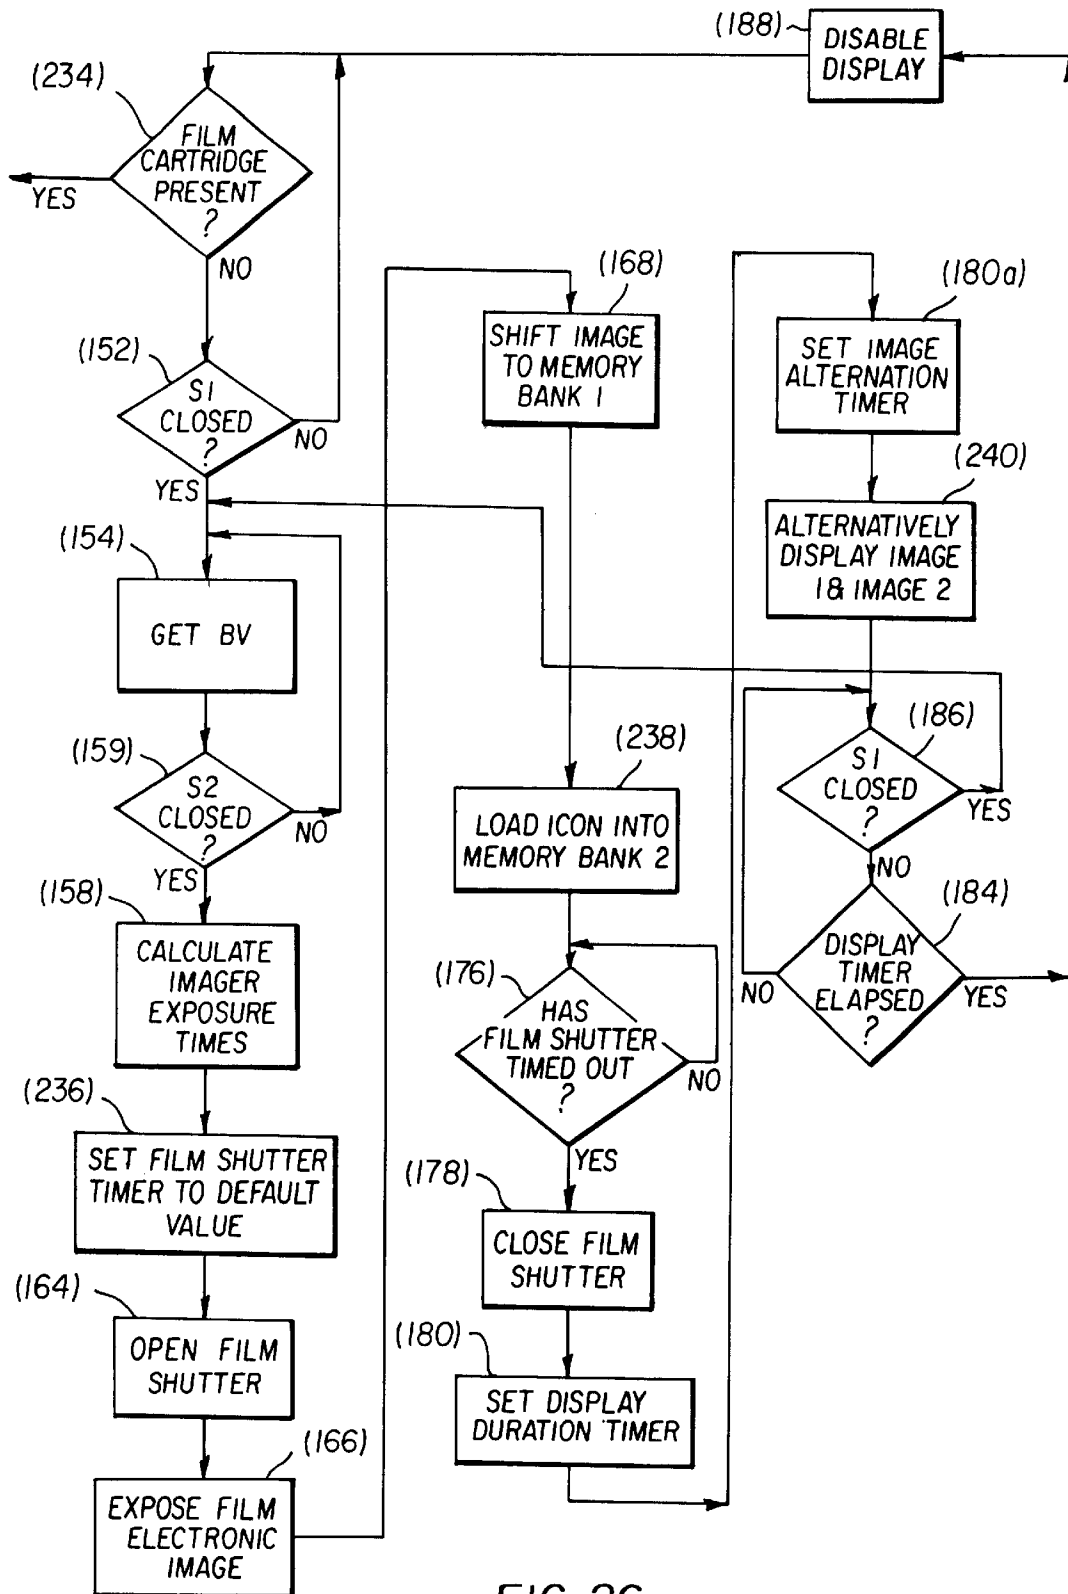 (188)
DISABLE
DISPLAY
(234)
FILM
CARTRIDGE
PRESENT
?
YES
NO
(152)
S1
CLOSED
?
NO
YES
(154)
GET BV
(159)
S2
CLOSED
?
NO
YES
(158)
CALCULATE
IMAGER
EXPOSURE
TIMES
(236)
SET FILM SHUTTER
TIMER TO DEFAULT
VALUE
(164)
OPEN FILM
SHUTTER
(166)
EXPOSE FILM
ELECTRONIC
IMAGE
(168)
SHIFT IMAGE
TO MEMORY
BANK 1
(238)
LOAD ICON INTO
MEMORY BANK 2
(176)
HAS
FILM SHUTTER
TIMED OUT
?
NO
YES
(178)
CLOSE FILM
SHUTTER
(180)
SET DISPLAY
DURATION TIMER
(180a)
SET IMAGE
ALTERNATION
TIMER
(240)
ALTERNATIVELY
DISPLAY IMAGE
1 & IMAGE 2
(186)
S1
CLOSED
?
YES
NO
(184)
DISPLAY
TIMER
ELAPSED
?
NO
YES